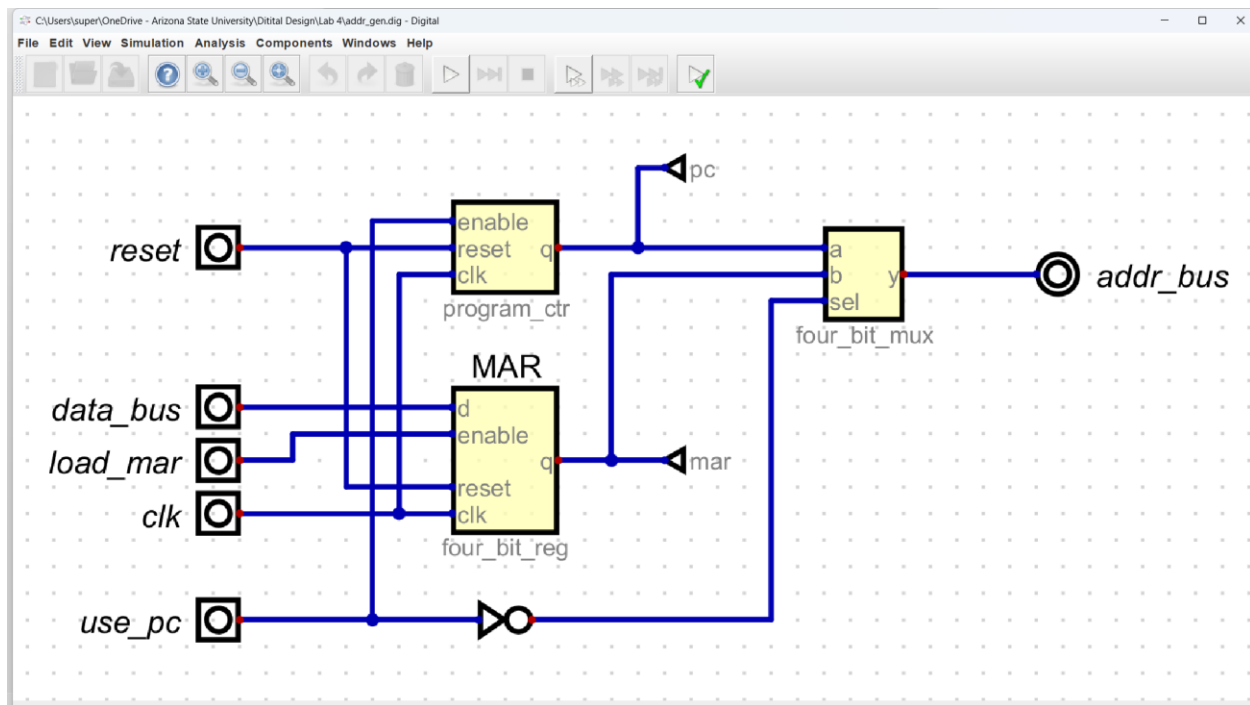 C:\Users\super\OneDrive - Arizona State University\Ditital Design\Lab 4\addr_gen.dig - Digital
File Edit View Simulation Analysis Components Windows Help
pc
enable
reset
reset q
a
clk
b y
addr_bus
program_ctr
sel
four_bit_mux
MAR
data_bus
d
enable
load_mar
q
mar
reset
clk
clk
four_bit_reg
use_pc